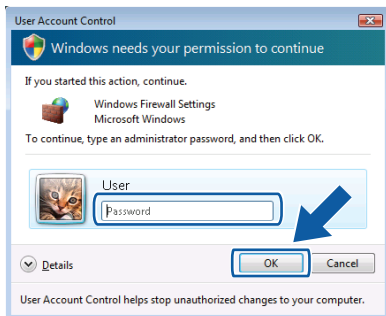 User Account Control
Windows needs your permission to continue
If you started this action, continue.
Windows Firewall Settings
Microsoft Windows
To continue, type an administrator password, and then click OK.
User
Password
Details
OK
Cancel
User Account Control helps stop unauthorized changes to your computer.